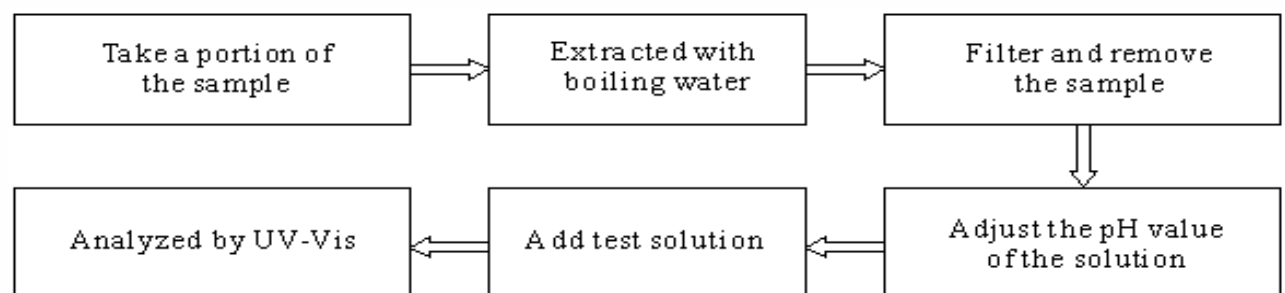 Take a portion of
the sample
Extracted with
boiling water
Filter and remove
the sample
Adjust the pH value
of the solution
Add test solution
Analyzed by UV-Vis